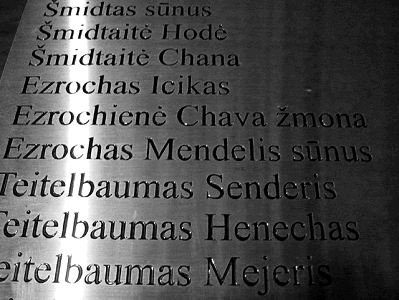 Šmidtas sūnus
Šmidtaitė Hodė
Šmidtaitė Chana
Ezrochas Icikas
Ezrochienė Chava žmona
Ezrochas Mendelis sūnus
Teitelbaumas Senderis
Teitelbaumas Henechas
eitelbaumas Mejeris